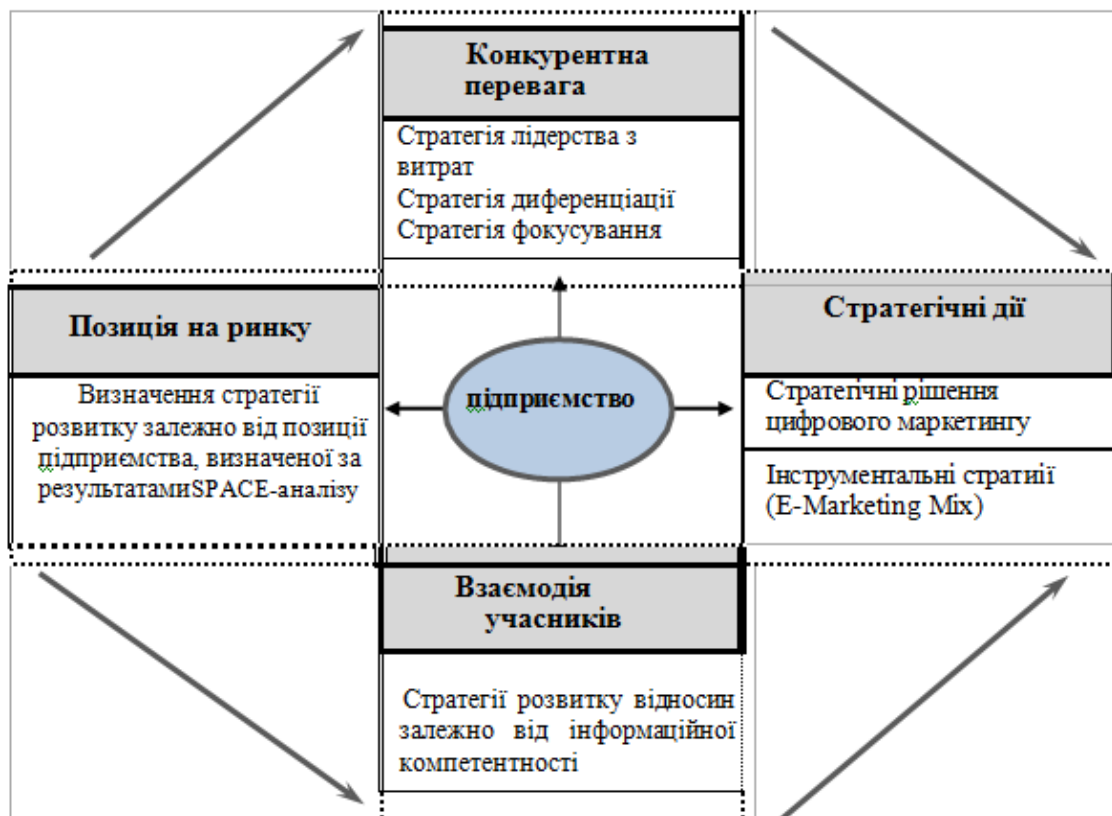 Конкурентна
перевага
Стратегія лідерства з
витрат
Стратегія диференціації
Стратегія фокусування
Позиція на ринку
Визначення стратегії
розвитку залежно від позиції
підприємства, визначеної за
результатамиSPACE-аналізу
підприємство
Стратегічні дії
Стратегічні рішення
цифрового маркетингу
Інструментальні стратиії
(E-Marketing Mix)
Взаємодія
учасників
Стратегії розвитку відносин
залежно від інформаційної
компетентності